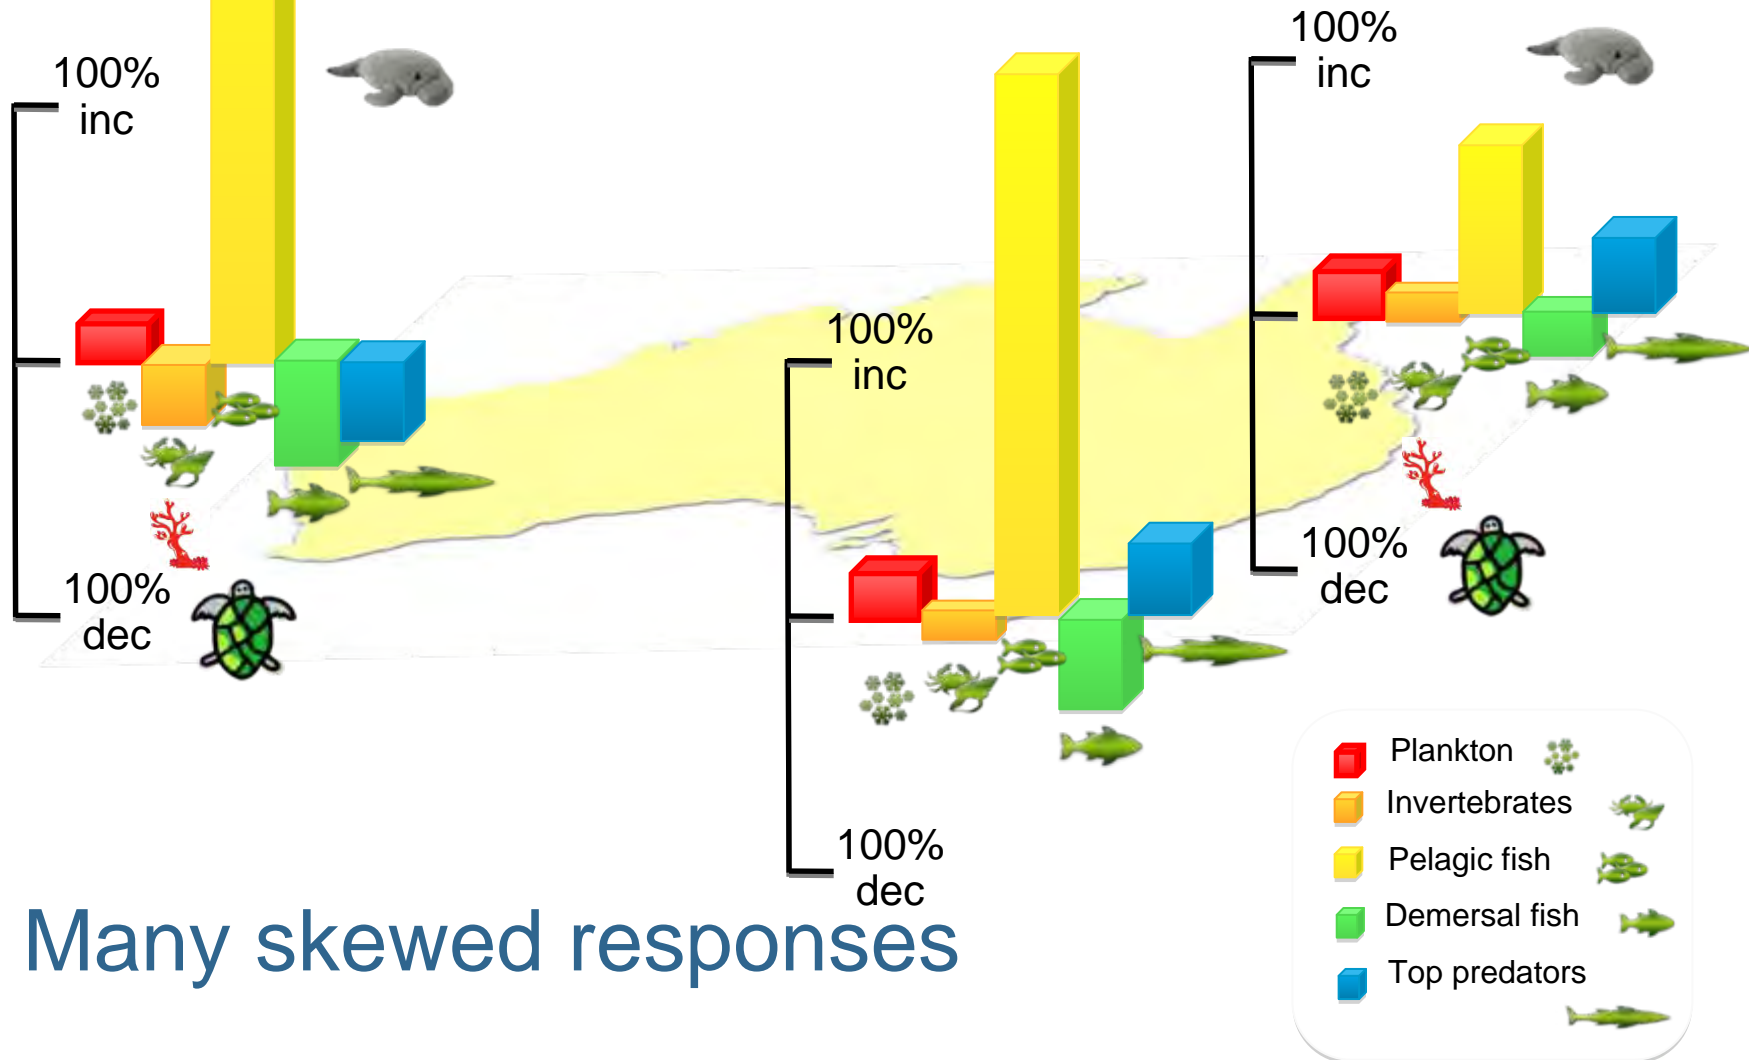 100%
inc
100%
dec
100%
inc
100%
dec
100%
inc
100%
dec
Plankton
Invertebrates
Pelagic fish
Demersal fish
Top predators
Many skewed responses